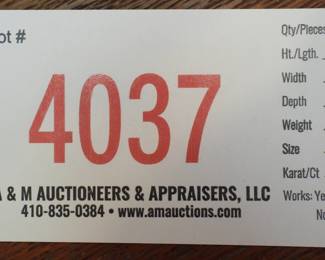 ot #
4037
A & M AUCTIONEERS & APPRAISERS, LLC
410-835-0384 • www.amauctions.com
Qty/Pieces
Ht./Lgth.
Width
Depth
Weight
Size
Karat/Ct
Works: Ye
No